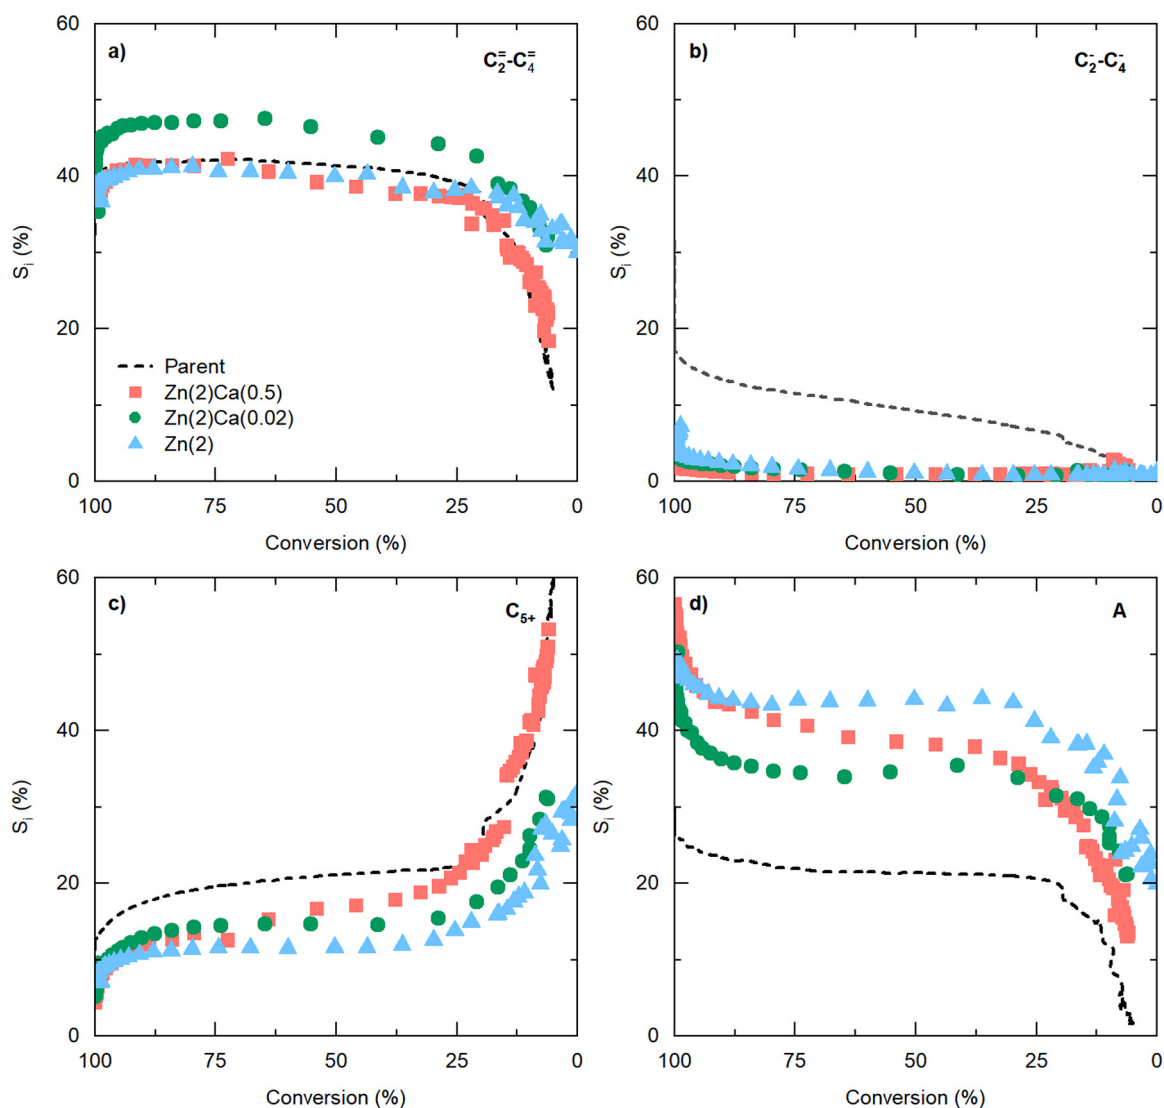 a)
C₂⁼-C₄⁼
60
40
20
0
Sᵢ (%)
Parent
Zn(2)Ca(0.5)
Zn(2)Ca(0.02)
Zn(2)
100 75 50 25 0
Conversion (%)
b)
C₂⁻-C₄⁻
60
40
20
0
Sᵢ (%)
100 75 50 25 0
Conversion (%)
c)
C₅₊
60
40
20
0
Sᵢ (%)
100 75 50 25 0
Conversion (%)
d)
A
60
40
20
0
Sᵢ (%)
100 75 50 25 0
Conversion (%)